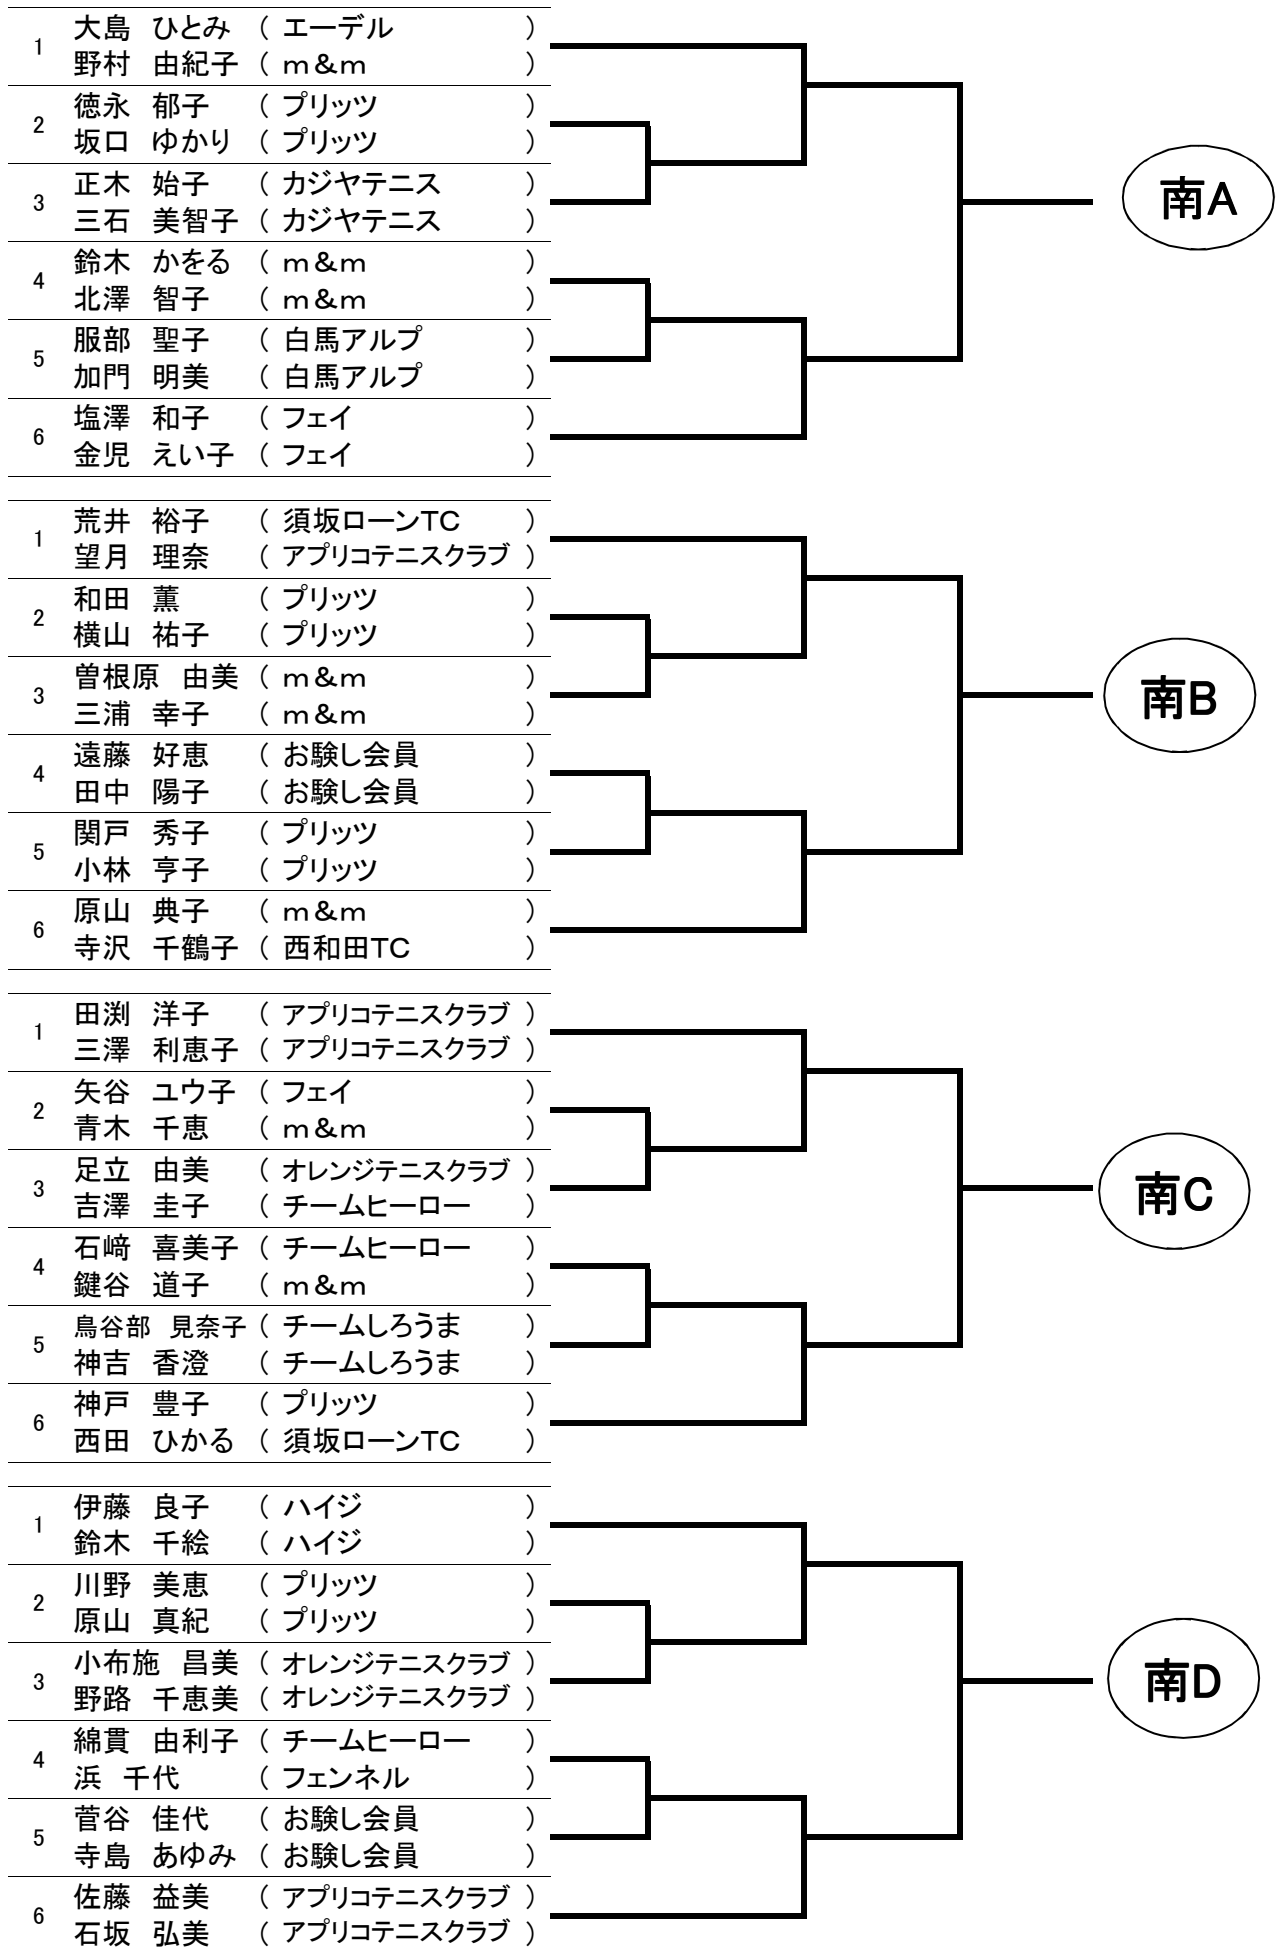 1 大島 ひとみ ( エーデル )
野村 由紀子 ( m&m )
2 徳永 郁子 ( プリッツ )
坂口 ゆかり ( プリッツ )
3 正木 始子 ( カジヤテニス )
三石 美智子 ( カジヤテニス )
4 鈴木 かをる ( m&m )
北澤 智子 ( m&m )
5 服部 聖子 ( 白馬アルプ )
加門 明美 ( 白馬アルプ )
6 塩澤 和子 ( フェイ )
金児 えい子 ( フェイ )
南A
1 荒井 裕子 ( 須坂ローンTC )
望月 理奈 ( アプリコテニスクラブ )
2 和田 薫 ( プリッツ )
横山 祐子 ( プリッツ )
3 曽根原 由美 ( m&m )
三浦 幸子 ( m&m )
4 遠藤 好恵 ( お験し会員 )
田中 陽子 ( お験し会員 )
5 関戸 秀子 ( プリッツ )
小林 亨子 ( プリッツ )
6 原山 典子 ( m&m )
寺沢 千鶴子 ( 西和田TC )
南B
1 田渕 洋子 ( アプリコテニスクラブ )
三澤 利恵子 ( アプリコテニスクラブ )
2 矢谷 ユウ子 ( フェイ )
青木 千恵 ( m&m )
3 足立 由美 ( オレンジテニスクラブ )
吉澤 圭子 ( チームヒーロー )
4 石﨑 喜美子 ( チームヒーロー )
鍵谷 道子 ( m&m )
5 鳥谷部 見奈子 ( チームしろうま )
神吉 香澄 ( チームしろうま )
6 神戸 豊子 ( プリッツ )
西田 ひかる ( 須坂ローンTC )
南C
1 伊藤 良子 ( ハイジ )
鈴木 千絵 ( ハイジ )
2 川野 美恵 ( プリッツ )
原山 真紀 ( プリッツ )
3 小布施 昌美 ( オレンジテニスクラブ )
野路 千恵美 ( オレンジテニスクラブ )
4 綿貫 由利子 ( チームヒーロー )
浜 千代 ( フェンネル )
5 菅谷 佳代 ( お験し会員 )
寺島 あゆみ ( お験し会員 )
6 佐藤 益美 ( アプリコテニスクラブ )
石坂 弘美 ( アプリコテニスクラブ )
南D